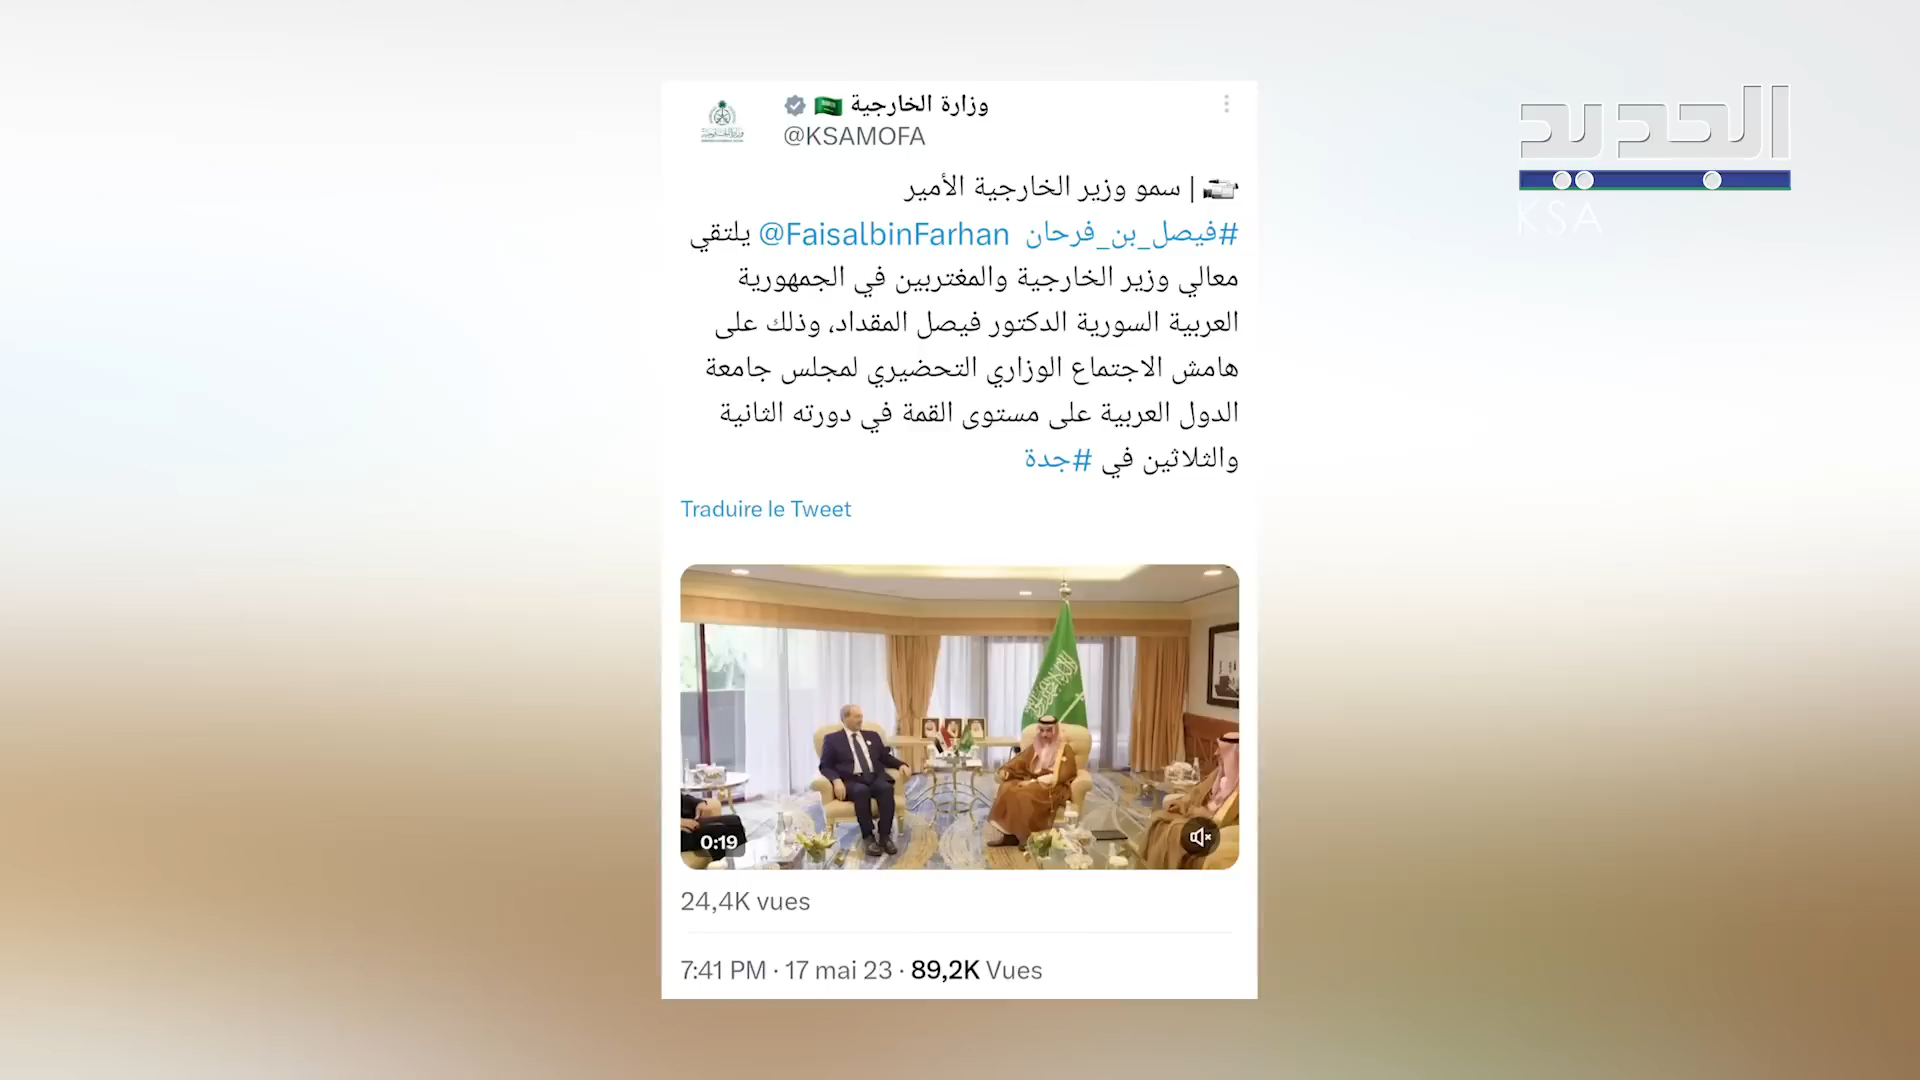 وزارة الخارجية
@KSAMOFA
الجديد
KSA
| سمو وزير الخارجية الأمير
#فيصل_بن_فرحان @FaisalbinFarhan يلتقي
معالي وزير الخارجية والمغتربين في الجمهورية
العربية السورية الدكتور فيصل المقداد، وذلك على
هامش الاجتماع الوزاري التحضيري لمجلس جامعة
الدول العربية على مستوى القمة في دورته الثانية
والثلاثين في #جدة
Traduire le Tweet
0:19
24,4K vues
7:41 PM · 17 mai 23 · 89,2K Vues